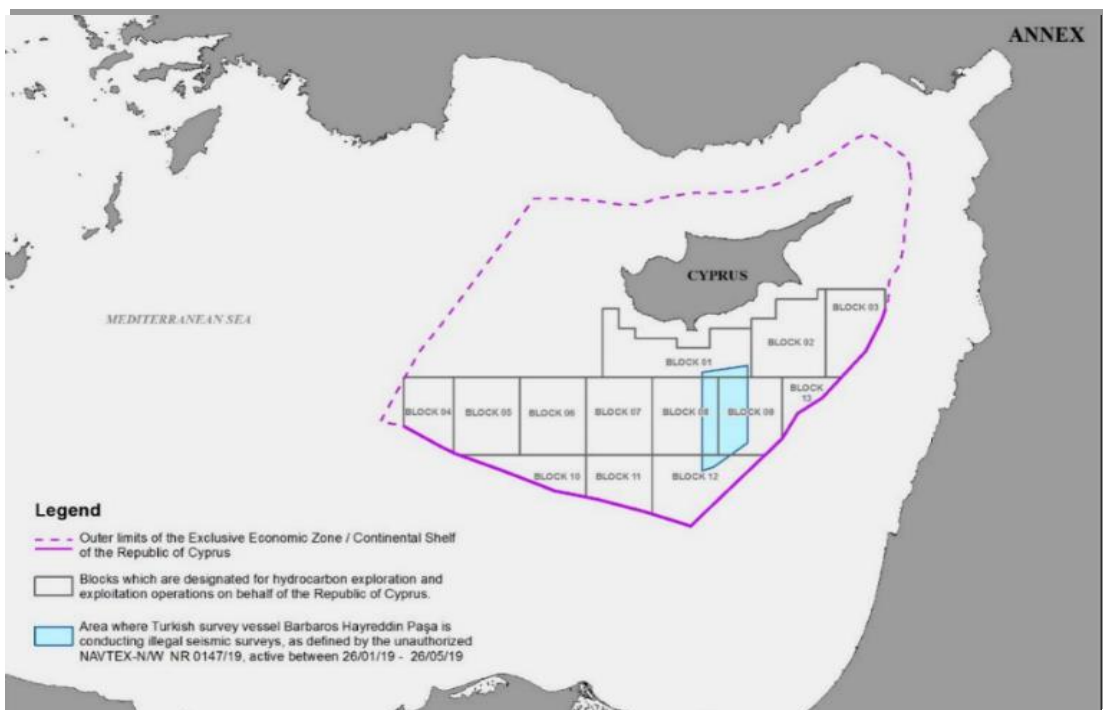 ANNEX
CYPRUS
MEDITERRANEAN SEA
BLOCK 03
BLOCK 02
BLOCK 01
BLOCK
13
BLOCK 04
BLOCK 05
BLOCK 06
BLOCK 07
BLOCK 08
BLOCK 09
BLOCK 10
BLOCK 11
BLOCK 12
Legend
Outer limits of the Exclusive Economic Zone / Continental Shelf
of the Republic of Cyprus
Blocks which are designated for hydrocarbon exploration and
exploitation operations on behalf of the Republic of Cyprus.
Area where Turkish survey vessel Barbaros Hayreddin Paşa is
conducting illegal seismic surveys, as defined by the unauthorized
NAVTEX-N/W NR 0147/19, active between 26/01/19 - 26/05/19